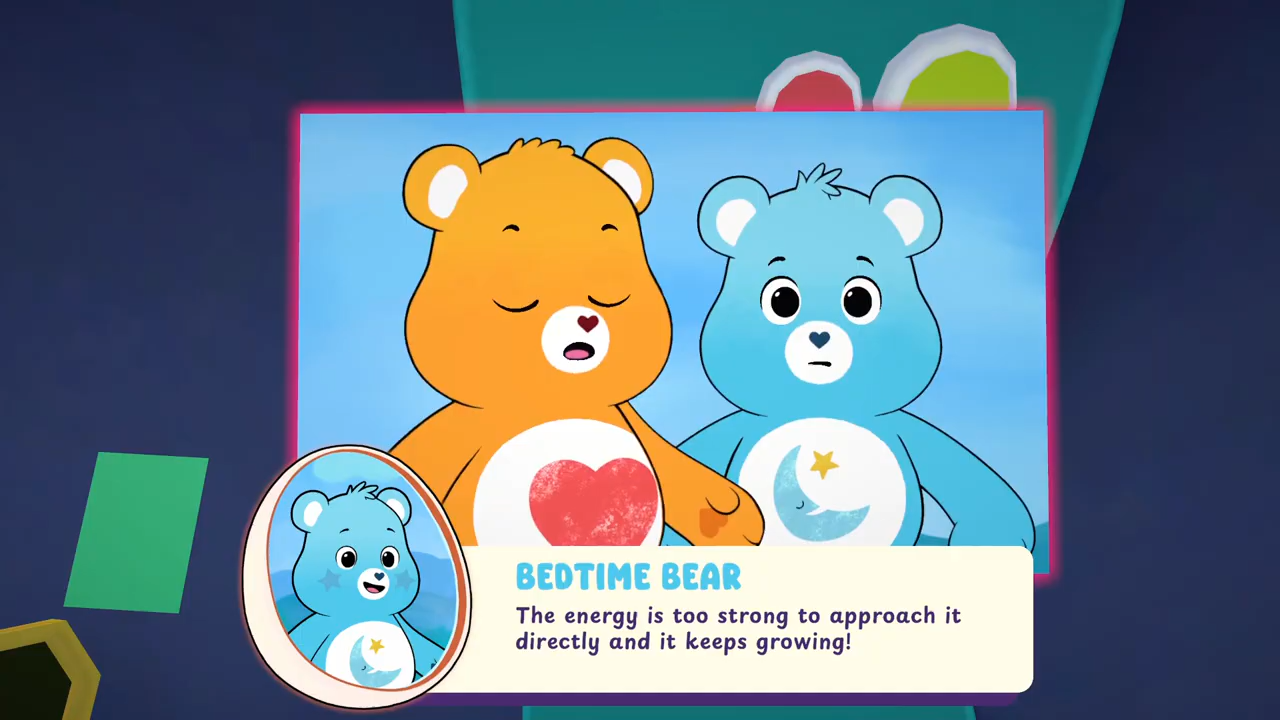 BEDTIME BEAR
The energy is too strong to approach it
directly and it keeps growing!